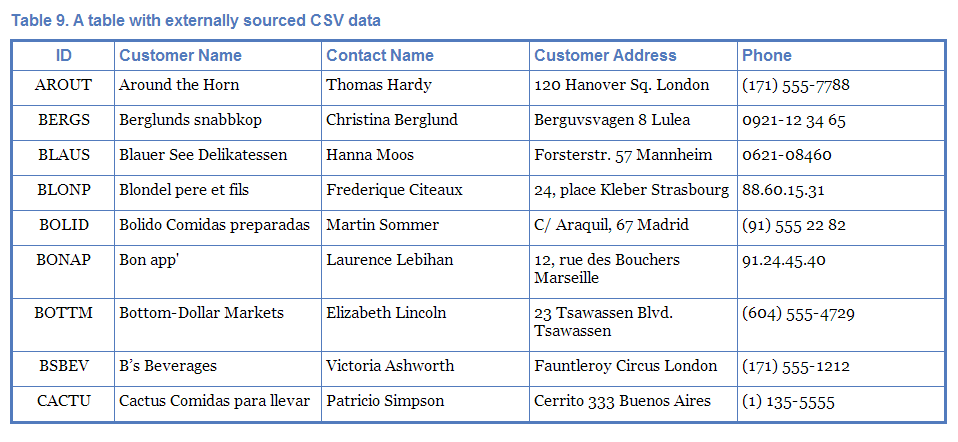 Table 9. A table with externally sourced CSV data
ID Customer Name Contact Name Customer Address Phone
AROUT Around the Horn Thomas Hardy 120 Hanover Sq. London (171) 555-7788
BERGS Berglunds snabbkop Christina Berglund Berguvsvagen 8 Lulea 0921-12 34 65
BLAUS Blauer See Delikatessen Hanna Moos Forsterstr. 57 Mannheim 0621-08460
BLONP Blondel pere et fils Frederique Citeaux 24, place Kleber Strasbourg 88.60.15.31
BOLID Bolido Comidas preparadas Martin Sommer C/ Araquil, 67 Madrid (91) 555 22 82
BONAP Bon app' Laurence Lebihan 12, rue des Bouchers 91.24.45.40
Marseille
BOTTM Bottom-Dollar Markets Elizabeth Lincoln 23 Tsawassen Blvd. (604) 555-4729
Tsawassen
BSBEV B’s Beverages Victoria Ashworth Fauntleroy Circus London (171) 555-1212
CACTU Cactus Comidas para llevar Patricio Simpson Cerrito 333 Buenos Aires (1) 135-5555